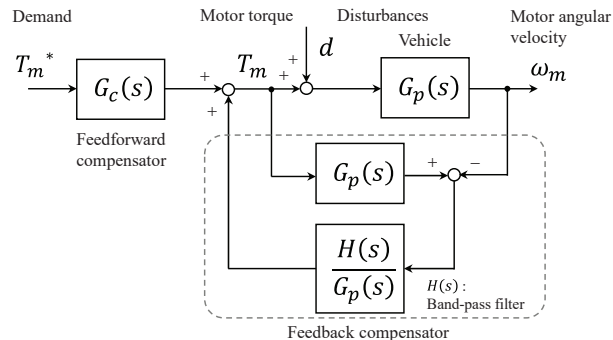 Demand
Motor torque
Disturbances
Motor angular
velocity
Vehicle
T_m^*
T_m
d
ω_m
+
+
+
+
G_c(s)
G_p(s)
Feedforward
compensator
G_p(s)
+
−
H(s)
G_p(s)
H(s) :
Band-pass filter
Feedback compensator